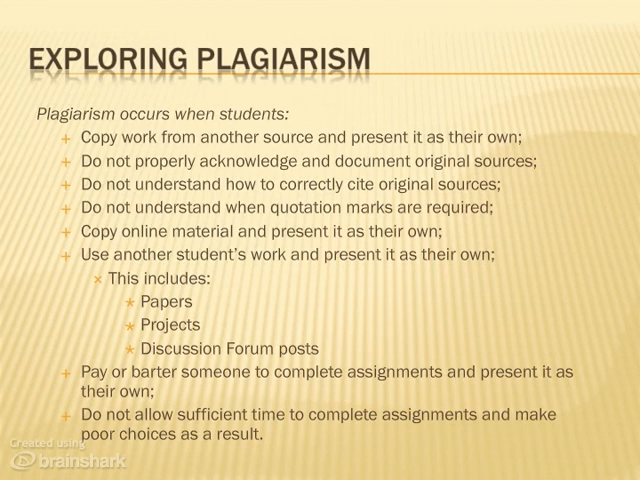 EXPLORING PLAGIARISM
Plagiarism occurs when students:
Copy work from another source and present it as their own;
Do not properly acknowledge and document original sources;
Do not understand how to correctly cite original sources;
Do not understand when quotation marks are required;
Copy online material and present it as their own;
Use another student's work and present it as their own;
This includes:
Papers
Projects
Discussion Forum posts
Pay or barter someone to complete assignments and present it as
their own;
Do not allow sufficient time to complete assignments and make
poor choices as a result.
Created using
brainshark